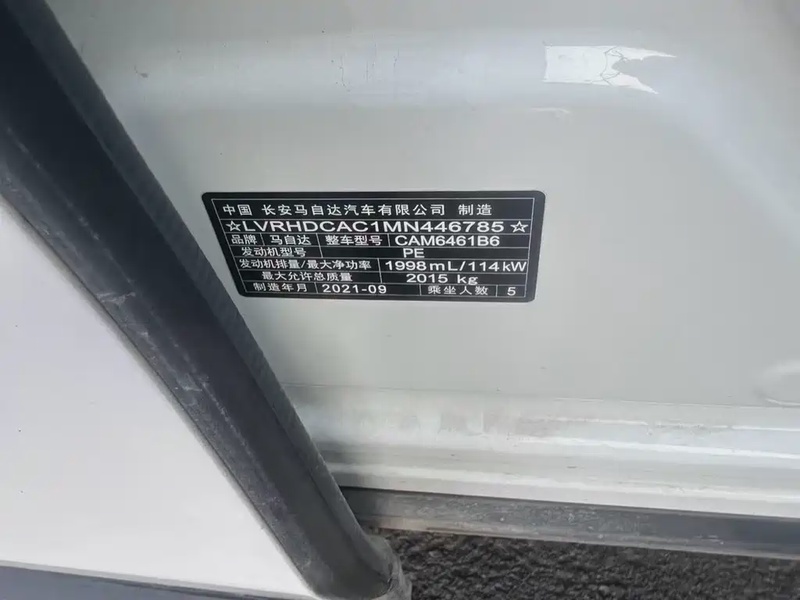 中国 长安马自达汽车有限公司 制造
☆LVRHDCAC1MN446785☆
品牌 马自达 整车型号 CAM6461B6
发动机型号 PE
发动机排量/最大净功率 1998mL/114kW
最大允许总质量 2015 kg
制造年月 2021-09 乘坐人数 5